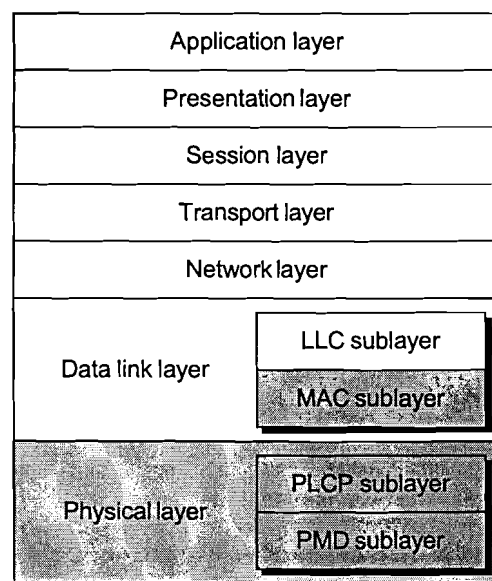 Application layer
Presentation layer
Session layer
Transport layer
Network layer
Data link layer
LLC sublayer
MAC sublayer
Physical layer
PLCP sublayer
PMD sublayer